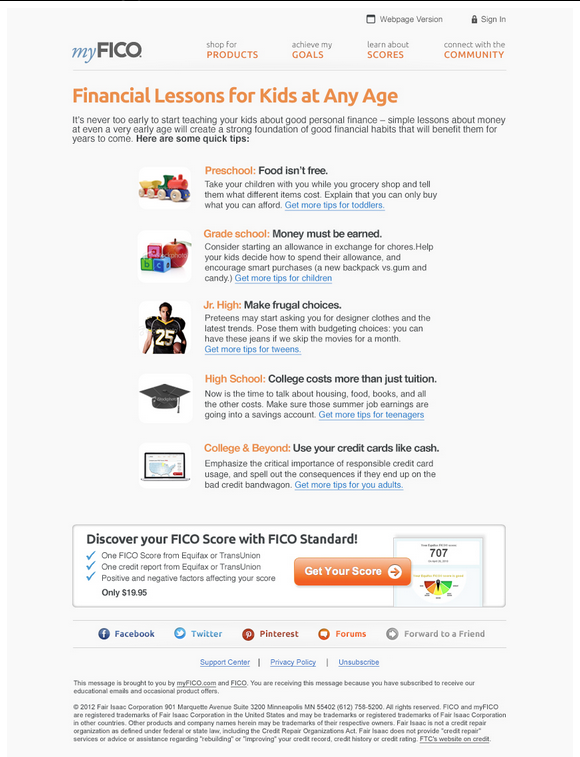 Webpage Version
Sign In
myFICO
shop for
PRODUCTS
achieve my
GOALS
learn about
SCORES
connect with the
COMMUNITY
Financial Lessons for Kids at Any Age
It's never too early to start teaching your kids about good personal finance – simple lessons about money
at even a very early age will create a strong foundation of good financial habits that will benefit them for
years to come. Here are some quick tips:
Preschool: Food isn't free.
Take your children with you while you grocery shop and tell
them what different items cost. Explain that you can only buy
what you can afford. Get more tips for toddlers.
Grade school: Money must be earned.
Consider starting an allowance in exchange for chores.Help
your kids decide how to spend their allowance, and
encourage smart purchases (a new backpack vs.gum and
candy.) Get more tips for children
Jr. High: Make frugal choices.
Preteens may start asking you for designer clothes and the
latest trends. Pose them with budgeting choices: you can
have these jeans if we skip the movies for a month.
Get more tips for tweens.
25
High School: College costs more than just tuition.
Now is the time to talk about housing, food, books, and all
the other costs. Make sure those summer job earnings are
going into a savings account. Get more tips for teenagers
College & Beyond: Use your credit cards like cash.
Emphasize the critical importance of responsible credit card
usage, and spell out the consequences if they end up on the
bad credit bandwagon. Get more tips for you adults.
Discover your FICO Score with FICO Standard!
One FICO Score from Equifax or TransUnion
One credit report from Equifax or TransUnion
Positive and negative factors affecting your score
Only $19.95
Get Your Score
707
Facebook
Twitter
Pinterest
Forums
Forward to a Friend
Support Center | Privacy Policy | Unsubscribe
This message is brought to you by myFICO.com and FICO. You are receiving this message because you have subscribed to receive our
educational emails and occasional product offers.
© 2012 Fair Isaac Corporation 901 Marquette Avenue Suite 3200 Minneapolis MN 55402 (612) 758-5200. All rights reserved. FICO and myFICO
are registered trademarks of Fair Isaac Corporation in the United States and may be trademarks or registered trademarks of Fair Isaac Corporation
in other countries. Other products and company names herein may be trademarks of their respective owners. Fair Isaac is not a credit repair
organization as defined under federal or state law, including the Credit Repair Organizations Act. Fair Isaac does not provide "credit repair"
services or advice or assistance regarding "rebuilding" or "improving" your credit record, credit history or credit rating. FTC's website on credit.